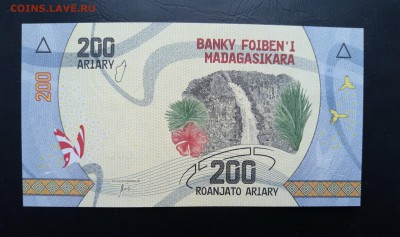 COINS.LAVE.RU
200
ARIARY
BANKY FOIBEN'I
MADAGASIKARA
200
200
ROANJATO ARIARY